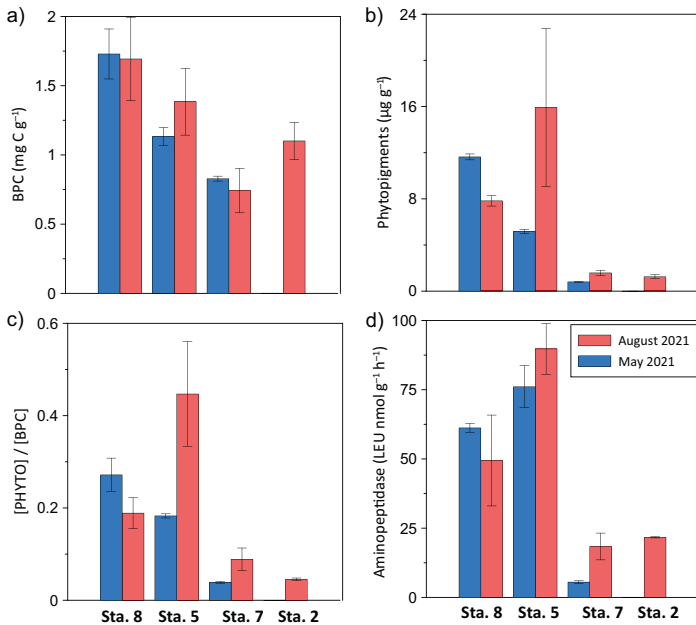 a)
2
1.5
1
0.5
0
BPC (mg C g⁻¹)
b)
24
16
8
0
Phytopigments (µg g⁻¹)
c)
0.6
0.4
0.2
0
[PHYTO] / [BPC]
Sta. 8 Sta. 5 Sta. 7 Sta. 2
d)
100
75
50
25
0
Aminopeptidase (LEU nmol g⁻¹ h⁻¹)
August 2021
May 2021
Sta. 8 Sta. 5 Sta. 7 Sta. 2